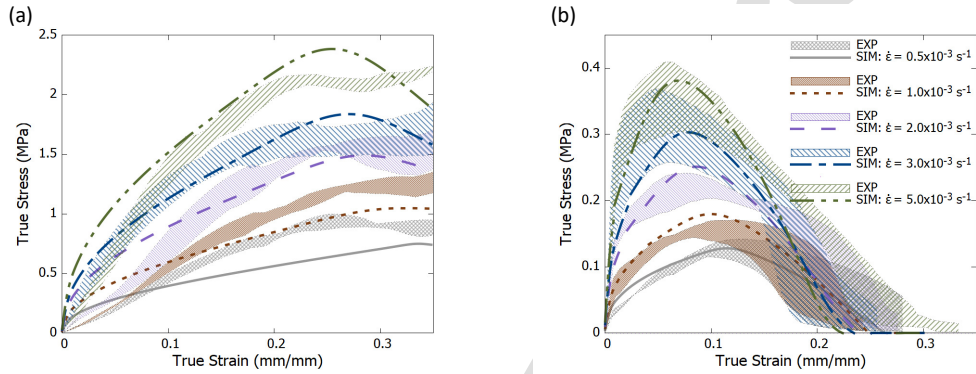 (a)
2.5
2
1.5
1
0.5
0
True Stress (MPa)
0
0.1
0.2
0.3
True Strain (mm/mm)
(b)
0.4
0.3
0.2
0.1
0
True Stress (MPa)
0
0.1
0.2
0.3
True Strain (mm/mm)
EXP
SIM: ε̇ = 0.5x10⁻³ s⁻¹
EXP
SIM: ε̇ = 1.0x10⁻³ s⁻¹
EXP
SIM: ε̇ = 2.0x10⁻³ s⁻¹
EXP
SIM: ε̇ = 3.0x10⁻³ s⁻¹
EXP
SIM: ε̇ = 5.0x10⁻³ s⁻¹